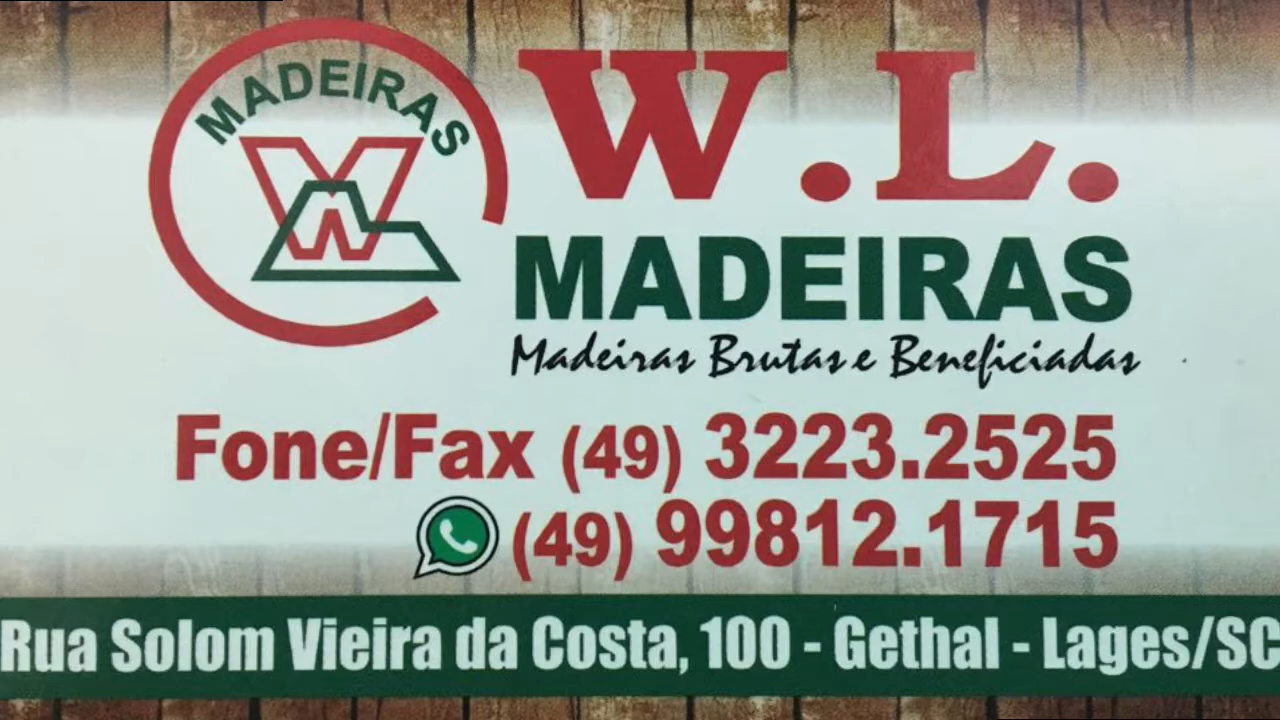 MADEIRAS
WL
W.L.
MADEIRAS
Madeiras Brutas e Beneficiadas
Fone/Fax (49) 3223.2525
(49) 99812.1715
Rua Solom Vieira da Costa, 100 - Gethal - Lages/SC